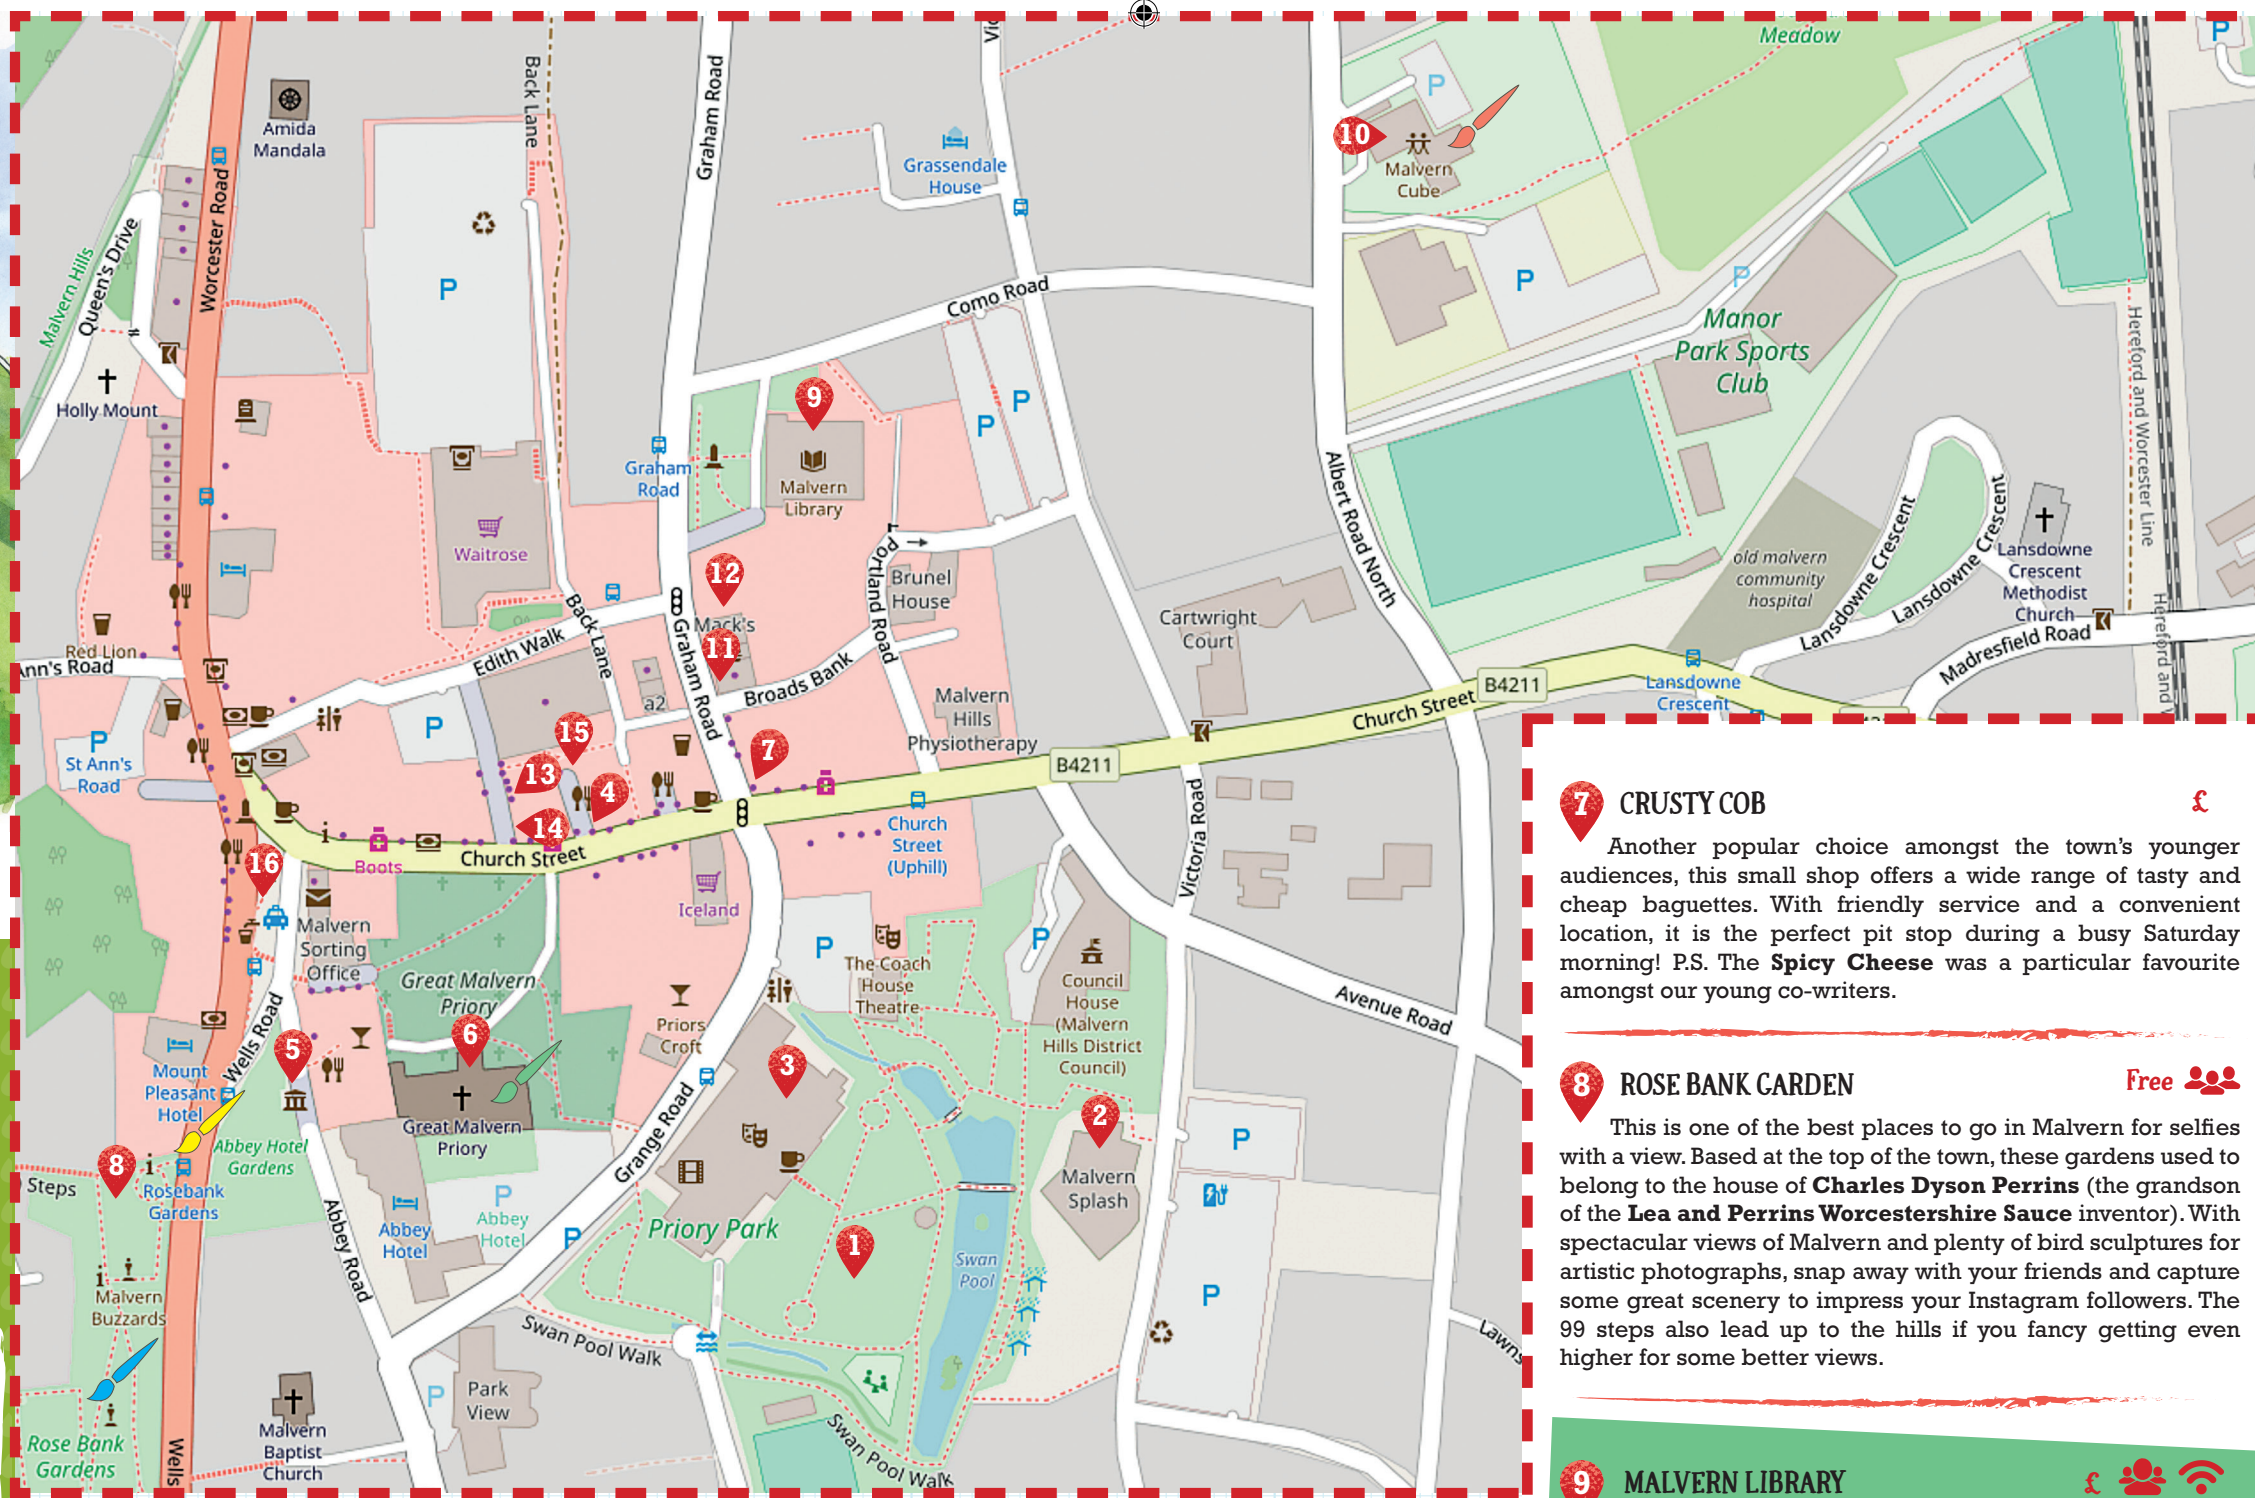 Meadow
P
Amida
Mandala
Back Lane
Graham Road
P
10
Malvern
Cube
Grassendale
House
Worcester Road
Queen's Drive
Malvern Hills
P
P
P
Como Road
Manor
Park Sports
Club
Holly Mount
9
P
P
Graham
Road
Malvern
Library
Waitrose
Albert Road North
Hereford and Worcester Line
Lansdowne Crescent
Lansdowne Crescent
Lansdowne
Crescent
Methodist
Church
old malvern
community
hospital
12
Portland Road
Brunel
House
Back Lane
Mack's
11
Cartwright
Court
Red Lion
Ann's Road
Edith Walk
Graham Road
Broads Bank
a2
Madresfield Road
Hereford and
Malvern
Hills
Physiotherapy
Church Street
B4211
Lansdowne
Crescent
P
St Ann's
Road
P
15
13
4
7
14
B4211
Church Street
Boots
Church
Street
(Uphill)
Victoria Road
16
Iceland
Malvern
Sorting
Office
Great Malvern
Priory
P
The Coach
House
Theatre
P
Council
House
(Malvern
Hills District
Council)
Avenue Road
Wells Road
5
6
Priors
Croft
3
Mount
Pleasant
Hotel
Great Malvern
Priory
Abbey Hotel
Gardens
Grange Road
2
Malvern
Splash
P
8
Steps
Rosebank
Gardens
Abbey Road
Abbey
Hotel
P
Abbey
Hotel
P
Priory Park
1
Swan
Pool
P
Malvern
Buzzards
Swan Pool Walk
Lawns
P
Park
View
Malvern
Baptist
Church
Swan Pool Walk
Rose Bank
Gardens
Wells
7 CRUSTY COB £
Another popular choice amongst the town's younger
audiences, this small shop offers a wide range of tasty and
cheap baguettes. With friendly service and a convenient
location, it is the perfect pit stop during a busy Saturday
morning! P.S. The Spicy Cheese was a particular favourite
amongst our young co-writers.
8 ROSE BANK GARDEN Free
This is one of the best places to go in Malvern for selfies
with a view. Based at the top of the town, these gardens used to
belong to the house of Charles Dyson Perrins (the grandson
of the Lea and Perrins Worcestershire Sauce inventor). With
spectacular views of Malvern and plenty of bird sculptures for
artistic photographs, snap away with your friends and capture
some great scenery to impress your Instagram followers. The
99 steps also lead up to the hills if you fancy getting even
higher for some better views.
9 MALVERN LIBRARY £